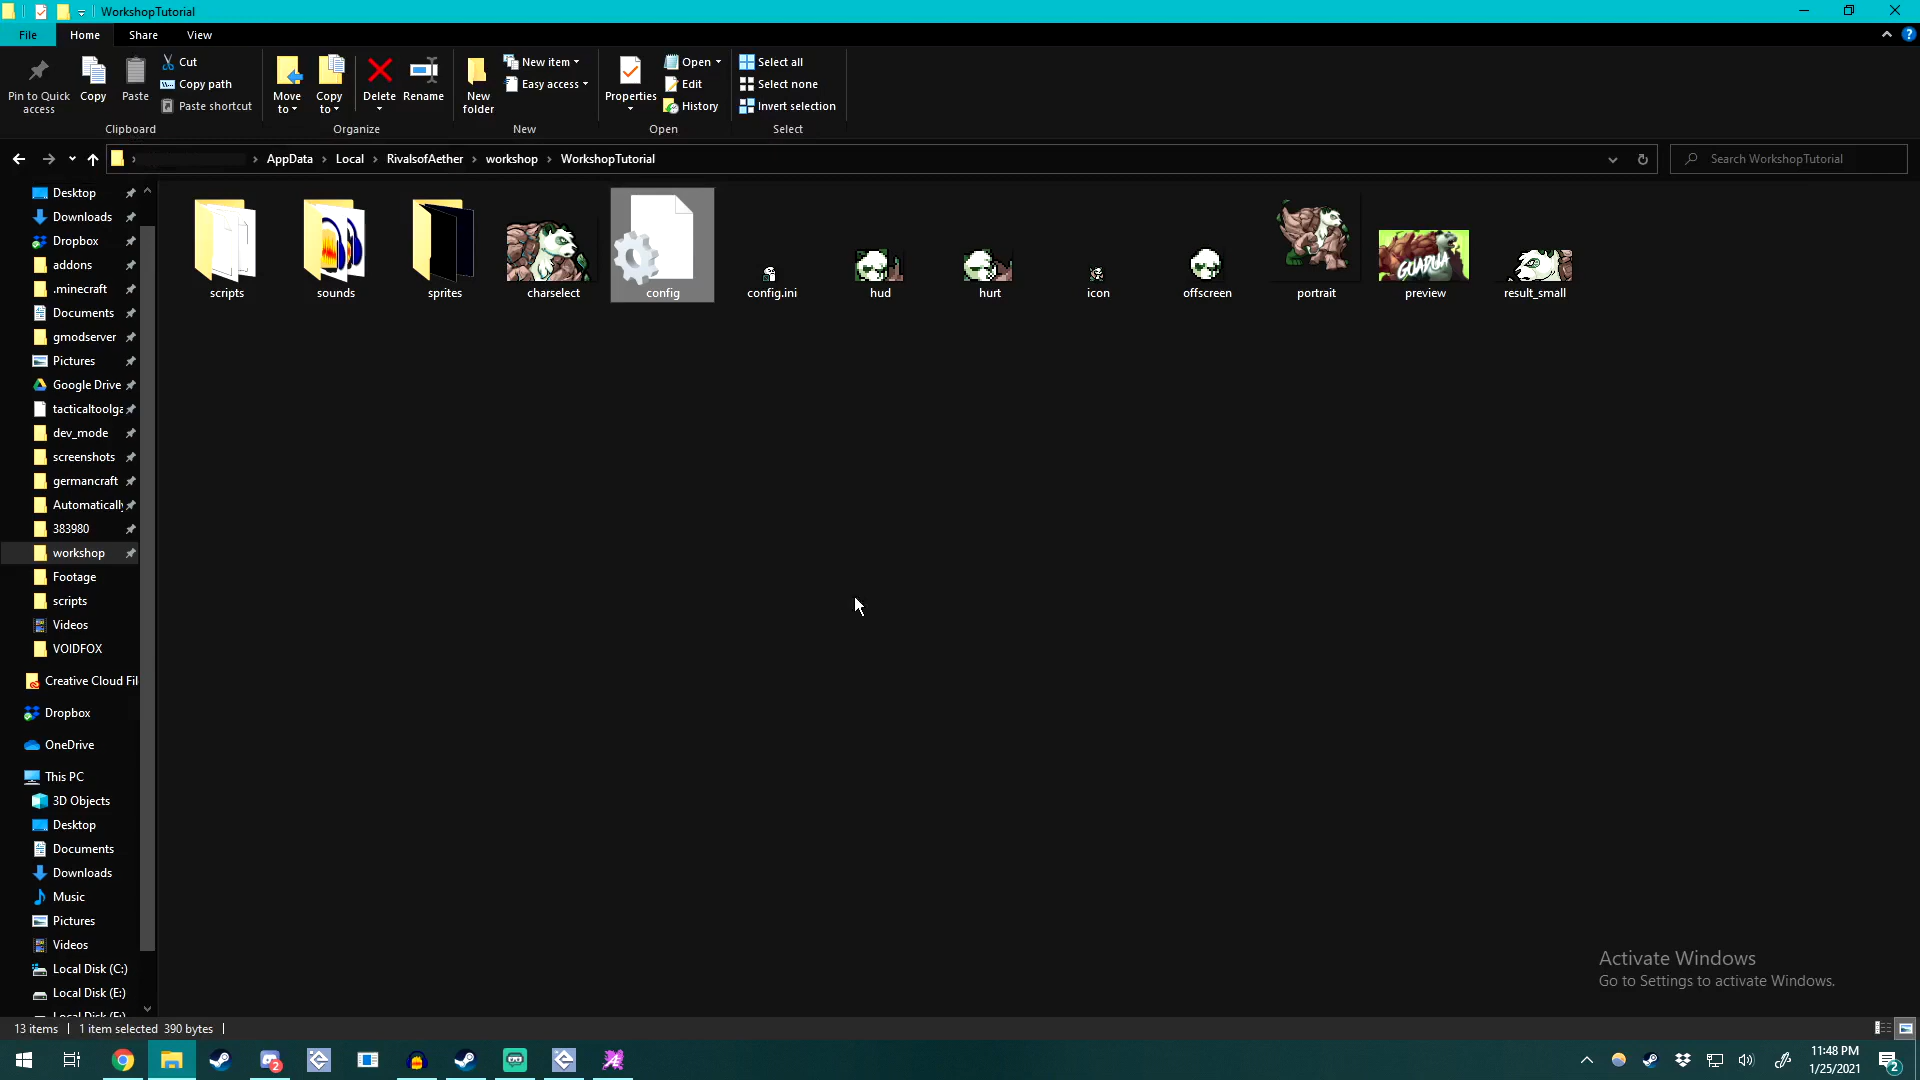 WorkshopTutorial
File Home Share View
Pin to Quick access
Copy
Paste
Cut
Copy path
Paste shortcut
Clipboard
Move to
Copy to
Delete
Rename
Organize
New folder
New item
Easy access
New
Properties
Open
Edit
History
Open
Select all
Select none
Invert selection
Select
AppData Local RivalsofAether workshop WorkshopTutorial
Search WorkshopTutorial
Desktop
Downloads
Dropbox
addons
.minecraft
Documents
gmodserver
Pictures
Google Drive
tacticaltoolga
dev_mode
screenshots
germancraft
Automatically
383980
workshop
Footage
scripts
Videos
VOIDFOX
Creative Cloud Fil
Dropbox
OneDrive
This PC
3D Objects
Desktop
Documents
Downloads
Music
Pictures
Videos
Local Disk (C:)
Local Disk (E:)
scripts sounds sprites charselect config config.ini hud hurt icon offscreen portrait preview result_small
GUADUA
Activate Windows
Go to Settings to activate Windows.
13 items 1 item selected 390 bytes
2
11:48 PM
1/25/2021
2